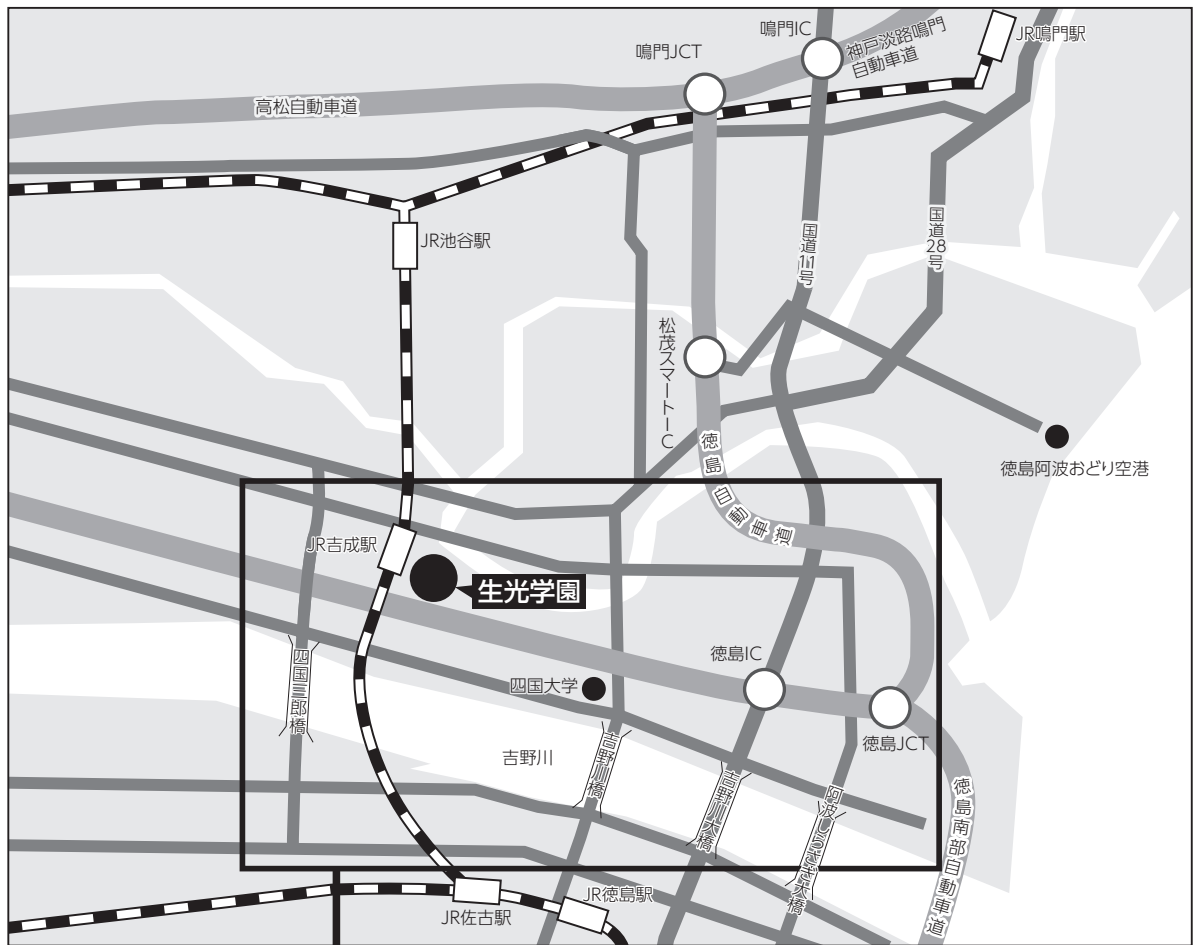 鳴門IC
JR鳴門駅
鳴門JCT
神戸淡路鳴門
自動車道
高松自動車道
JR池谷駅
国道11号
国道28号
松茂スマートIC
徳島自動車道
徳島阿波おどり空港
JR吉成駅
生光学園
四国三郎橋
四国大学
徳島IC
徳島JCT
吉野川
吉野川橋
吉野川大橋
阿波しらさぎ大橋
徳島南部自動車道
JR佐古駅
JR徳島駅